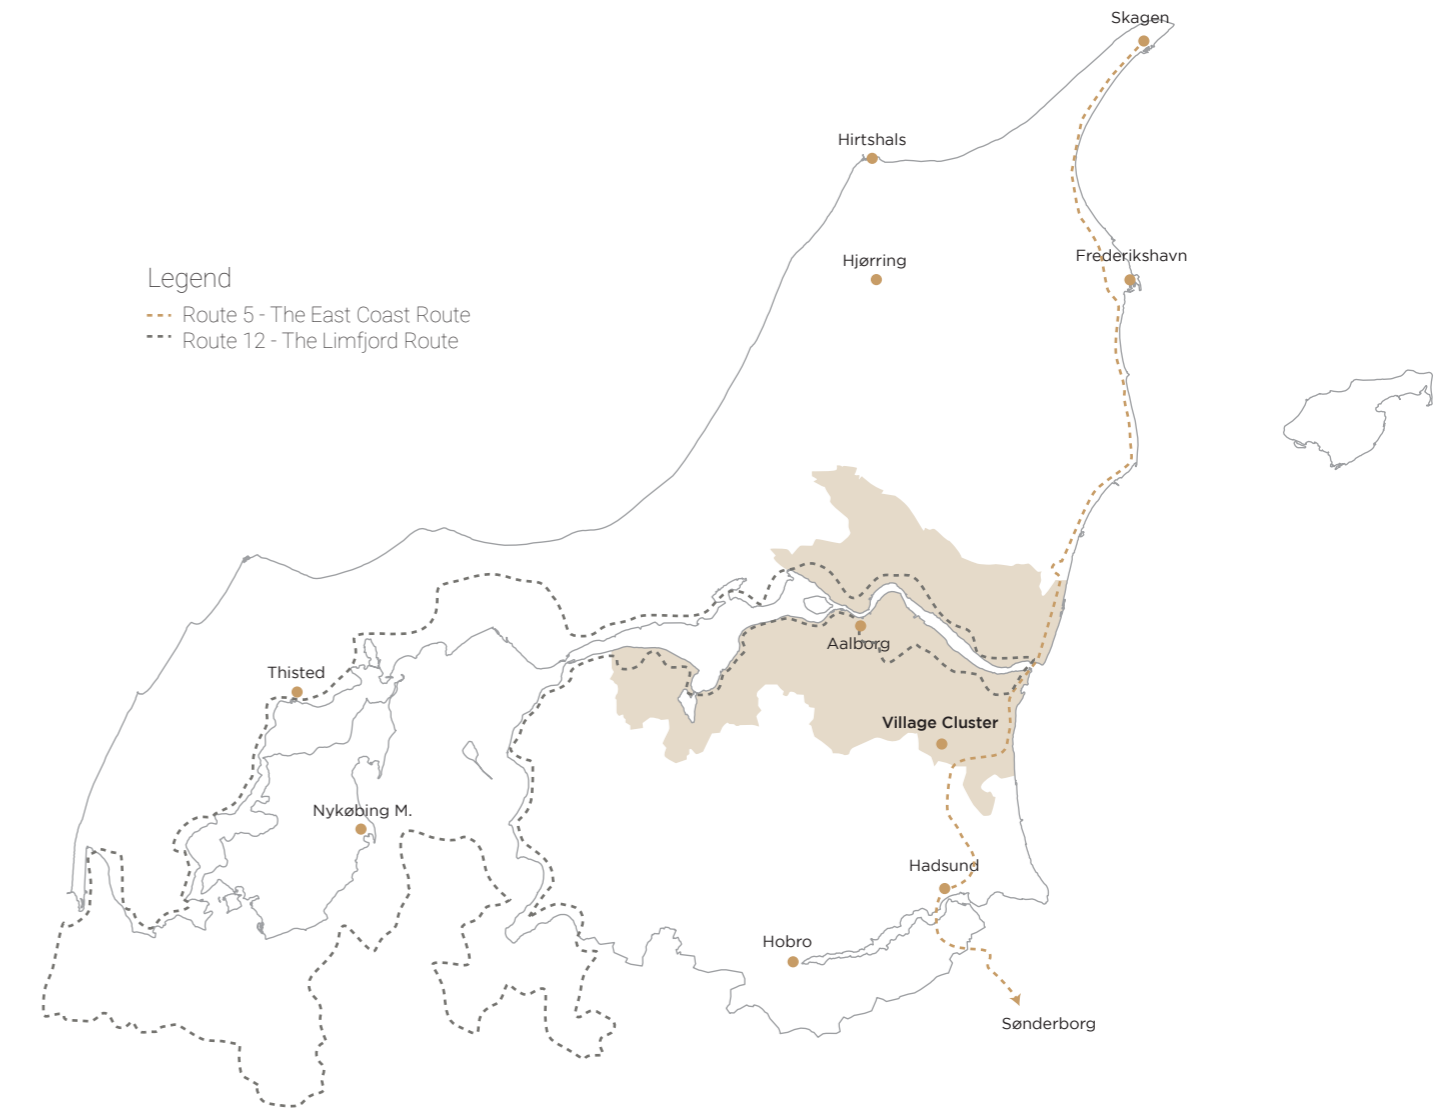 Skagen
Hirtshals
Hjørring
Frederikshavn
Legend
Route 5 - The East Coast Route
Route 12 - The Limfjord Route
Aalborg
Thisted
Village Cluster
Nykøbing M.
Hadsund
Hobro
Sønderborg